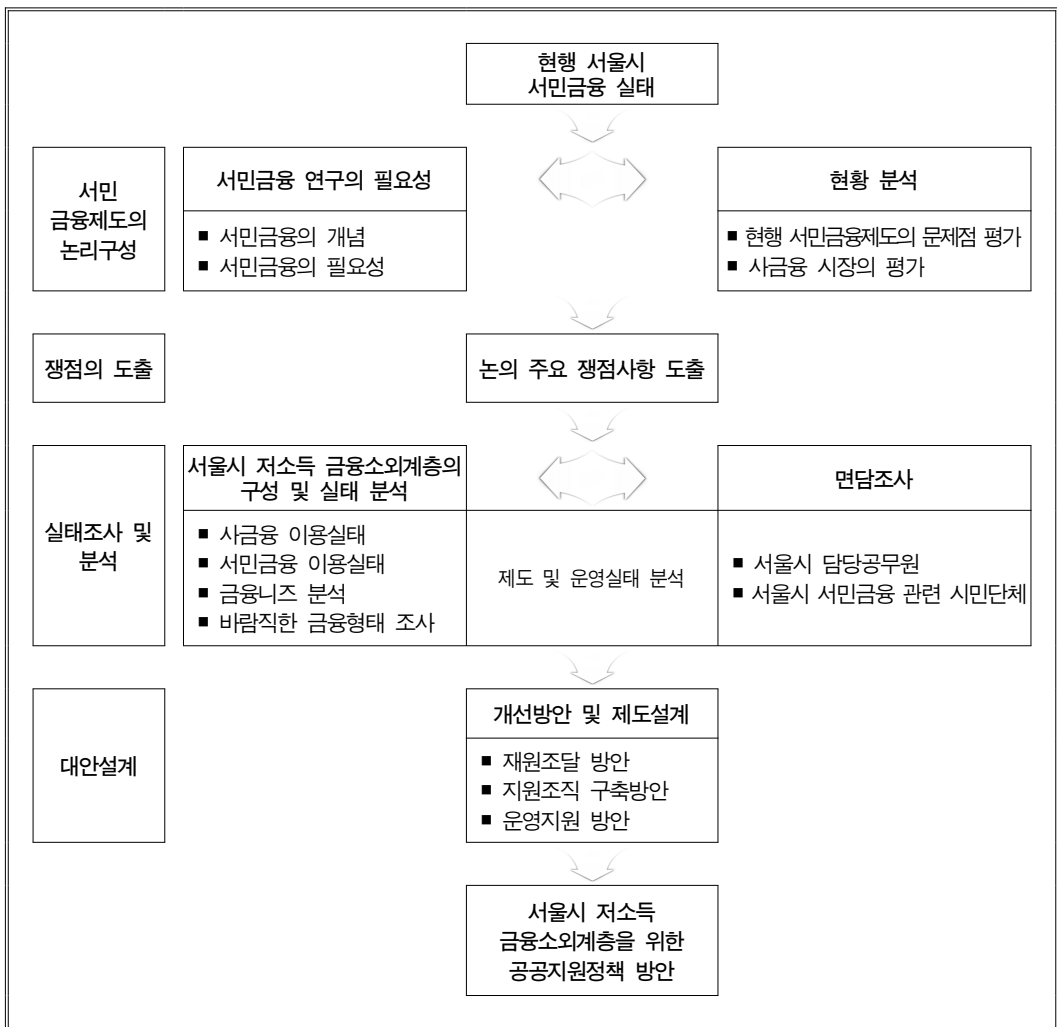 현행 서울시
서민금융 실태
서민
금융제도의
논리구성
서민금융 연구의 필요성
■ 서민금융의 개념
■ 서민금융의 필요성
현황 분석
■ 현행 서민금융제도의 문제점 평가
■ 사금융 시장의 평가
쟁점의 도출
논의 주요 쟁점사항 도출
실태조사 및
분석
서울시 저소득 금융소외계층의
구성 및 실태 분석
■ 사금융 이용실태
■ 서민금융 이용실태
■ 금융니즈 분석
■ 바람직한 금융형태 조사
제도 및 운영실태 분석
면담조사
■ 서울시 담당공무원
■ 서울시 서민금융 관련 시민단체
대안설계
개선방안 및 제도설계
■ 재원조달 방안
■ 지원조직 구축방안
■ 운영지원 방안
서울시 저소득
금융소외계층을 위한
공공지원정책 방안